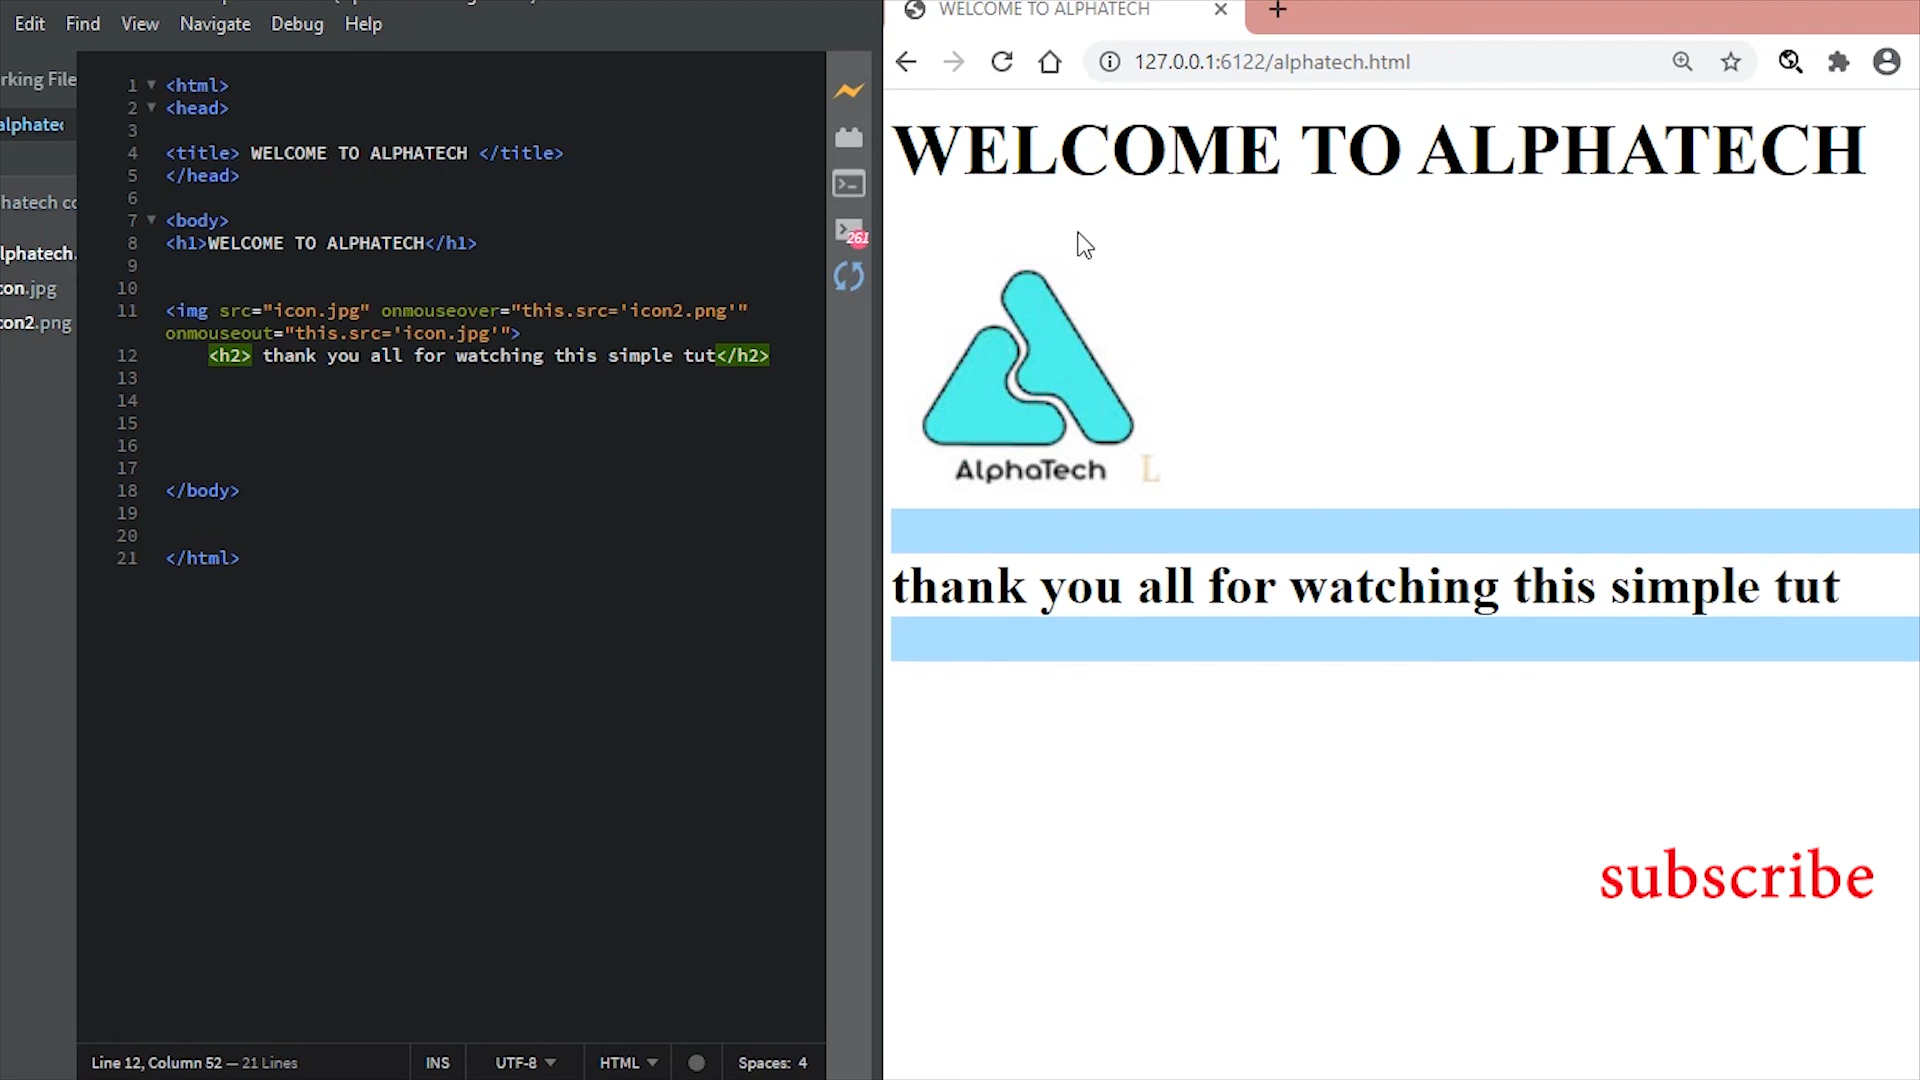 Edit Find View Navigate Debug Help
rking File
alphate
hatech co
lphatech.
con.jpg
con2.png
1 <html>
2 <head>
3
4 <title> WELCOME TO ALPHATECH </title>
5 </head>
6
7 <body>
8 <h1>WELCOME TO ALPHATECH</h1>
9
10
11 <img src="icon.jpg" onmouseover="this.src='icon2.png'"
onmouseout="this.src='icon.jpg'">
12 <h2> thank you all for watching this simple tut</h2>
13
14
15
16
17
18 </body>
19
20
21 </html>
261
Line 12, Column 52 — 21 Lines
INS
UTF-8
HTML
Spaces: 4
WELCOME TO ALPHATECH
127.0.0.1:6122/alphatech.html
WELCOME TO ALPHATECH
AlphaTech L
thank you all for watching this simple tut
subscribe